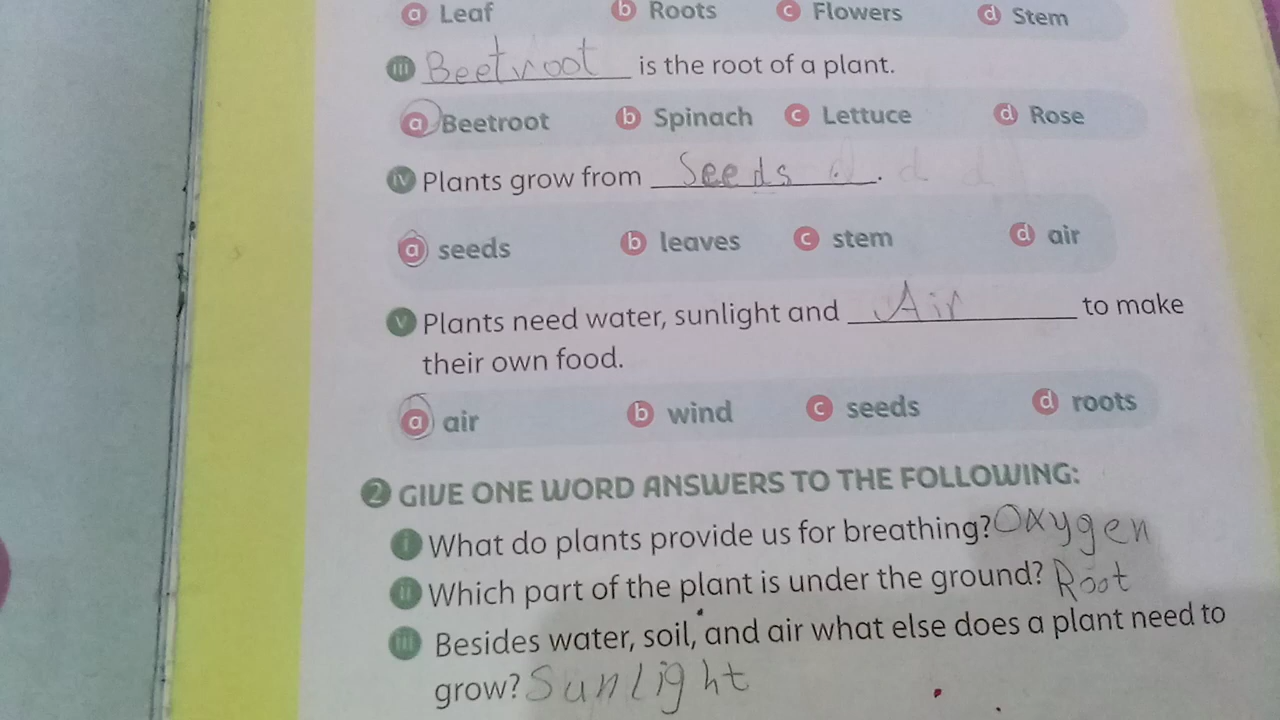 a Leaf b Roots c Flowers d Stem
iii Beetroot is the root of a plant.
a Beetroot b Spinach c Lettuce d Rose
iv Plants grow from Seeds.
a seeds b leaves c stem d air
v Plants need water, sunlight and Air to make
their own food.
a air b wind c seeds d roots
2 GIVE ONE WORD ANSWERS TO THE FOLLOWING:
i What do plants provide us for breathing? Oxygen
ii Which part of the plant is under the ground? Root
iii Besides water, soil, and air what else does a plant need to
grow? Sunlight